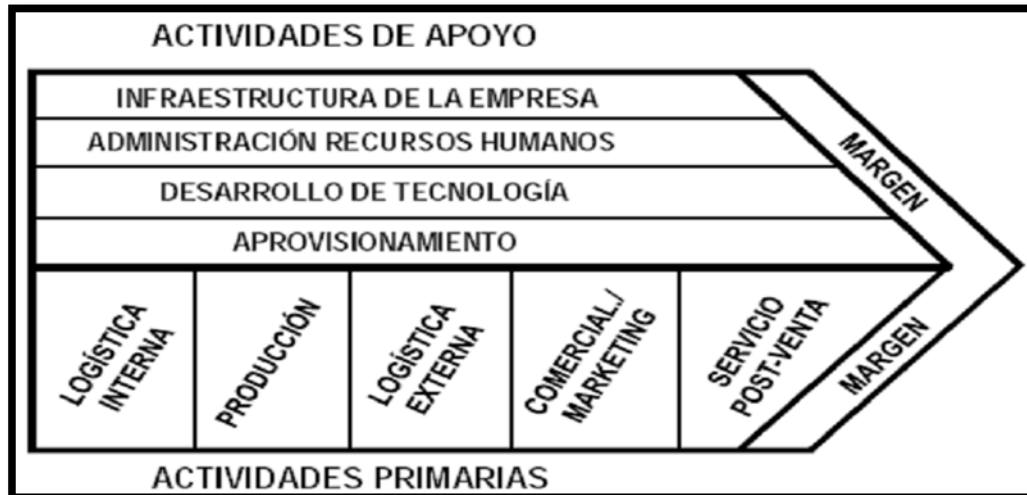 ACTIVIDADES DE APOYO
INFRAESTRUCTURA DE LA EMPRESA
ADMINISTRACIÓN RECURSOS HUMANOS
DESARROLLO DE TECNOLOGÍA
APROVISIONAMIENTO
MARGEN
LOGÍSTICA
INTERNA
PRODUCCIÓN
LOGÍSTICA
EXTERNA
COMERCIAL./
MARKETING
SERVICIO
POST-VENTA
MARGEN
ACTIVIDADES PRIMARIAS